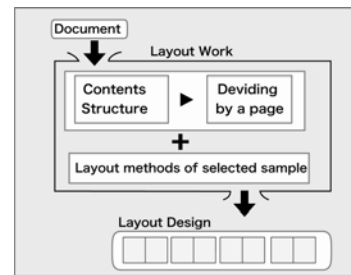 Document
Layout Work
Contents
Structure
Deviding
by a page
+
Layout methods of selected sample
Layout Design